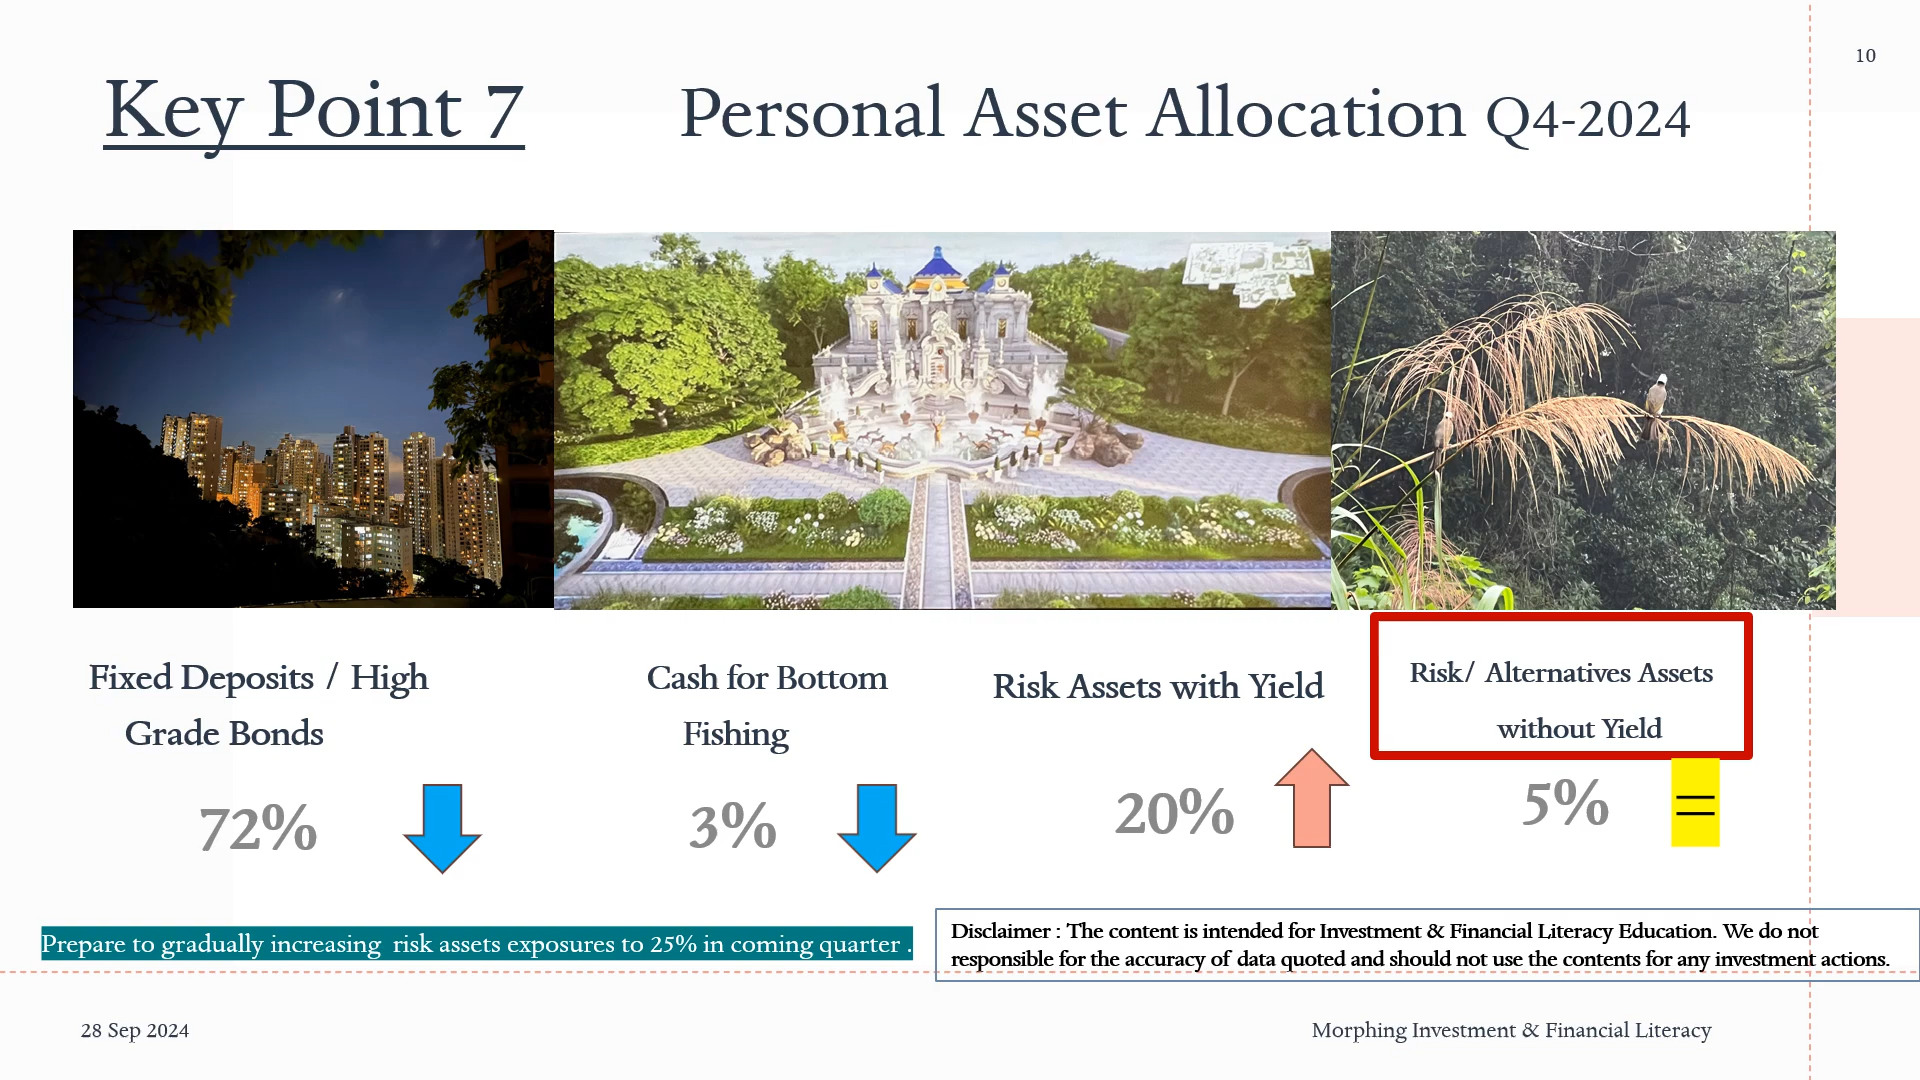 10
Key Point 7
Personal Asset Allocation Q4-2024
Fixed Deposits / High
Grade Bonds
72%
Cash for Bottom
Fishing
3%
Risk Assets with Yield
20%
Risk/ Alternatives Assets
without Yield
5%
=
Prepare to gradually increasing  risk assets exposures to 25% in coming quarter .
Disclaimer : The content is intended for Investment & Financial Literacy Education. We do not
responsible for the accuracy of data quoted and should not use the contents for any investment actions.
28 Sep 2024
Morphing Investment & Financial Literacy